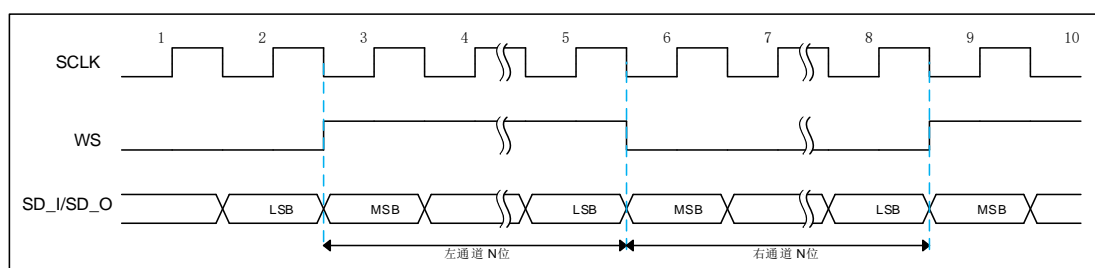 1 2 3 4 5 6 7 8 9 10
SCLK
WS
SD_I/SD_O LSB MSB LSB MSB LSB MSB
左通道 N位 右通道 N位